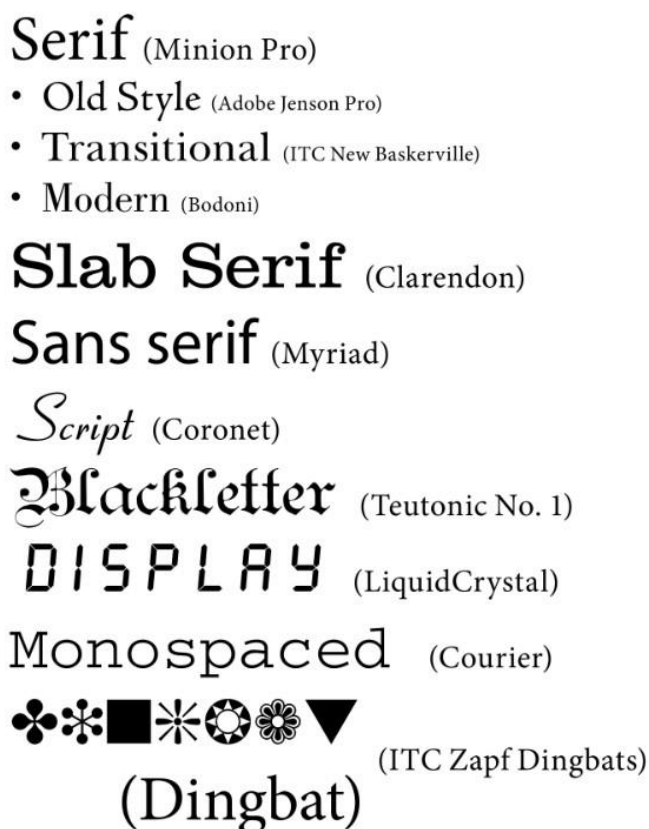 Serif (Minion Pro)
• Old Style (Adobe Jenson Pro)
• Transitional (ITC New Baskerville)
• Modern (Bodoni)
Slab Serif (Clarendon)
Sans serif (Myriad)
Script (Coronet)
Blackletter (Teutonic No. 1)
DISPLAY (LiquidCrystal)
Monospaced (Courier)
✤✻■✳❂❁▼ (ITC Zapf Dingbats)
(Dingbat)